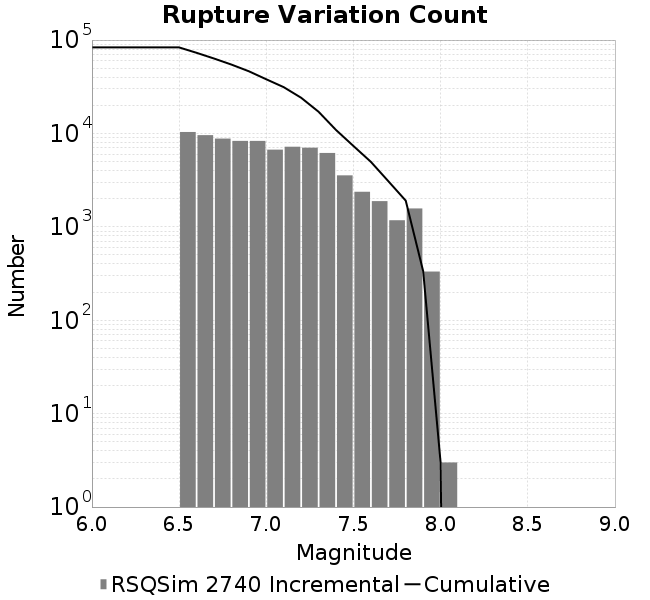 Rupture Variation Count
10^5
10^4
10^3
10^2
10^1
10^0
Number
6.0 6.5 7.0 7.5 8.0 8.5 9.0
Magnitude
RSQSim 2740 Incremental Cumulative